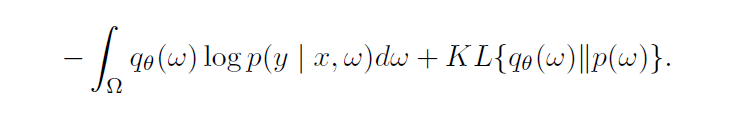 − ∫_Ω q_θ(ω) log p(y | x, ω)dω + KL{q_θ(ω)||p(ω)}.